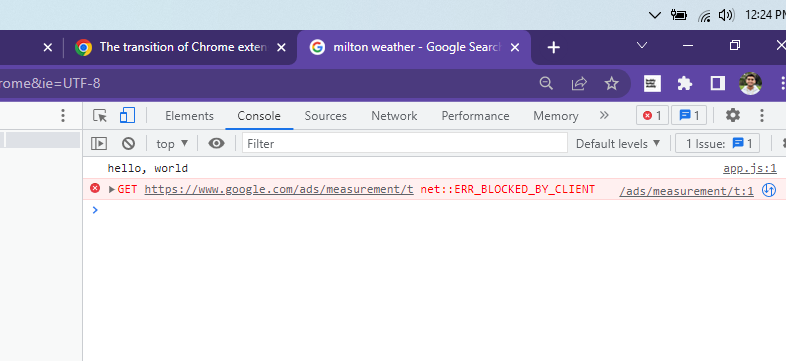 12:24 PM
The transition of Chrome exten
milton weather - Google Searc
rome&ie=UTF-8
Elements Console Sources Network Performance Memory 1 1
top Filter Default levels 1 Issue: 1
hello, world app.js:1
GET https://www.google.com/ads/measurement/t net::ERR_BLOCKED_BY_CLIENT /ads/measurement/t:1